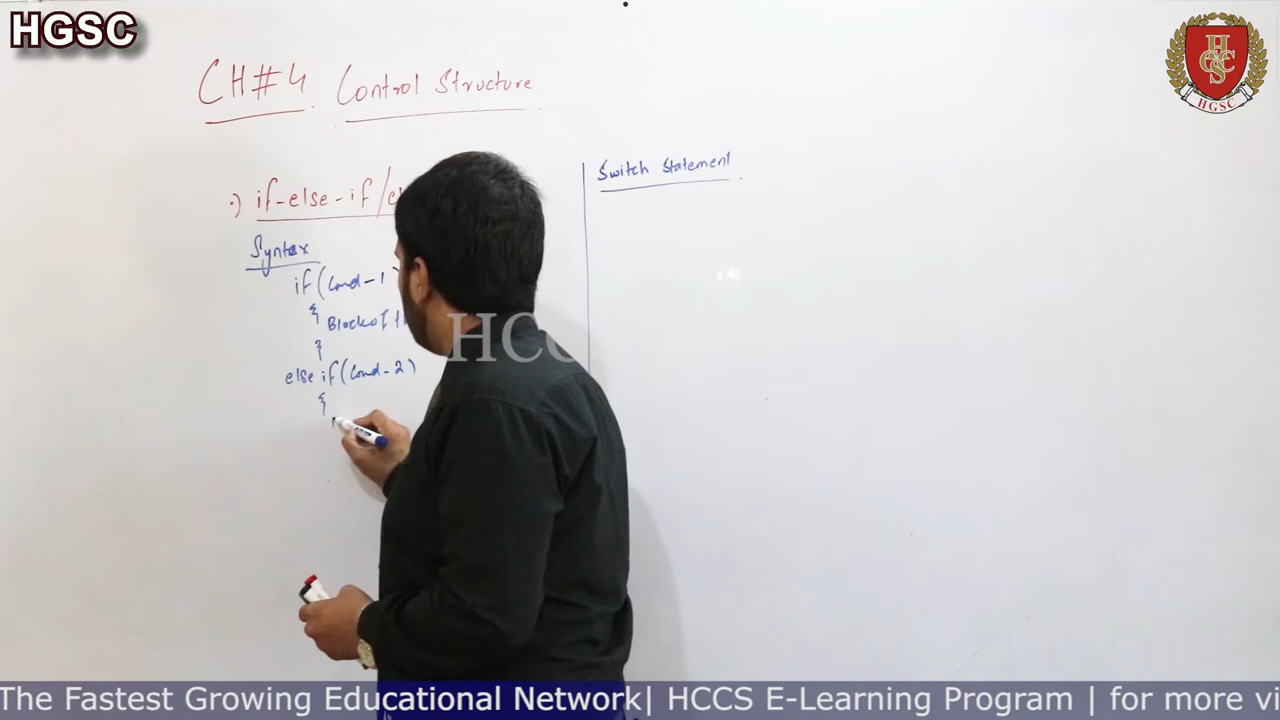 HGSC
CH#4 Control Structure
HGSC
Switch Statement
•) if-else-if/
Syntax
if (Cond-1)
{
Block of
}
else if (Cond-2)
{
HCC
The Fastest Growing Educational Network| HCCS E-Learning Program | for more vi